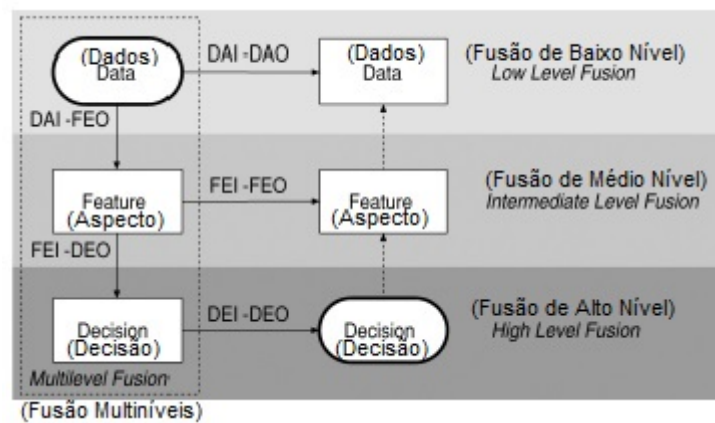 (Dados)
Data
DAI -DAO
(Dados)
Data
(Fusão de Baixo Nível)
Low Level Fusion
DAI -FEO
Feature
(Aspecto)
FEI -FEO
Feature
(Aspecto)
(Fusão de Médio Nível)
Intermediate Level Fusion
FEI -DEO
Decision
(Decisão)
DEI -DEO
Decision
(Decisão)
(Fusão de Alto Nível)
High Level Fusion
Multilevel Fusion
(Fusão Multiníveis)